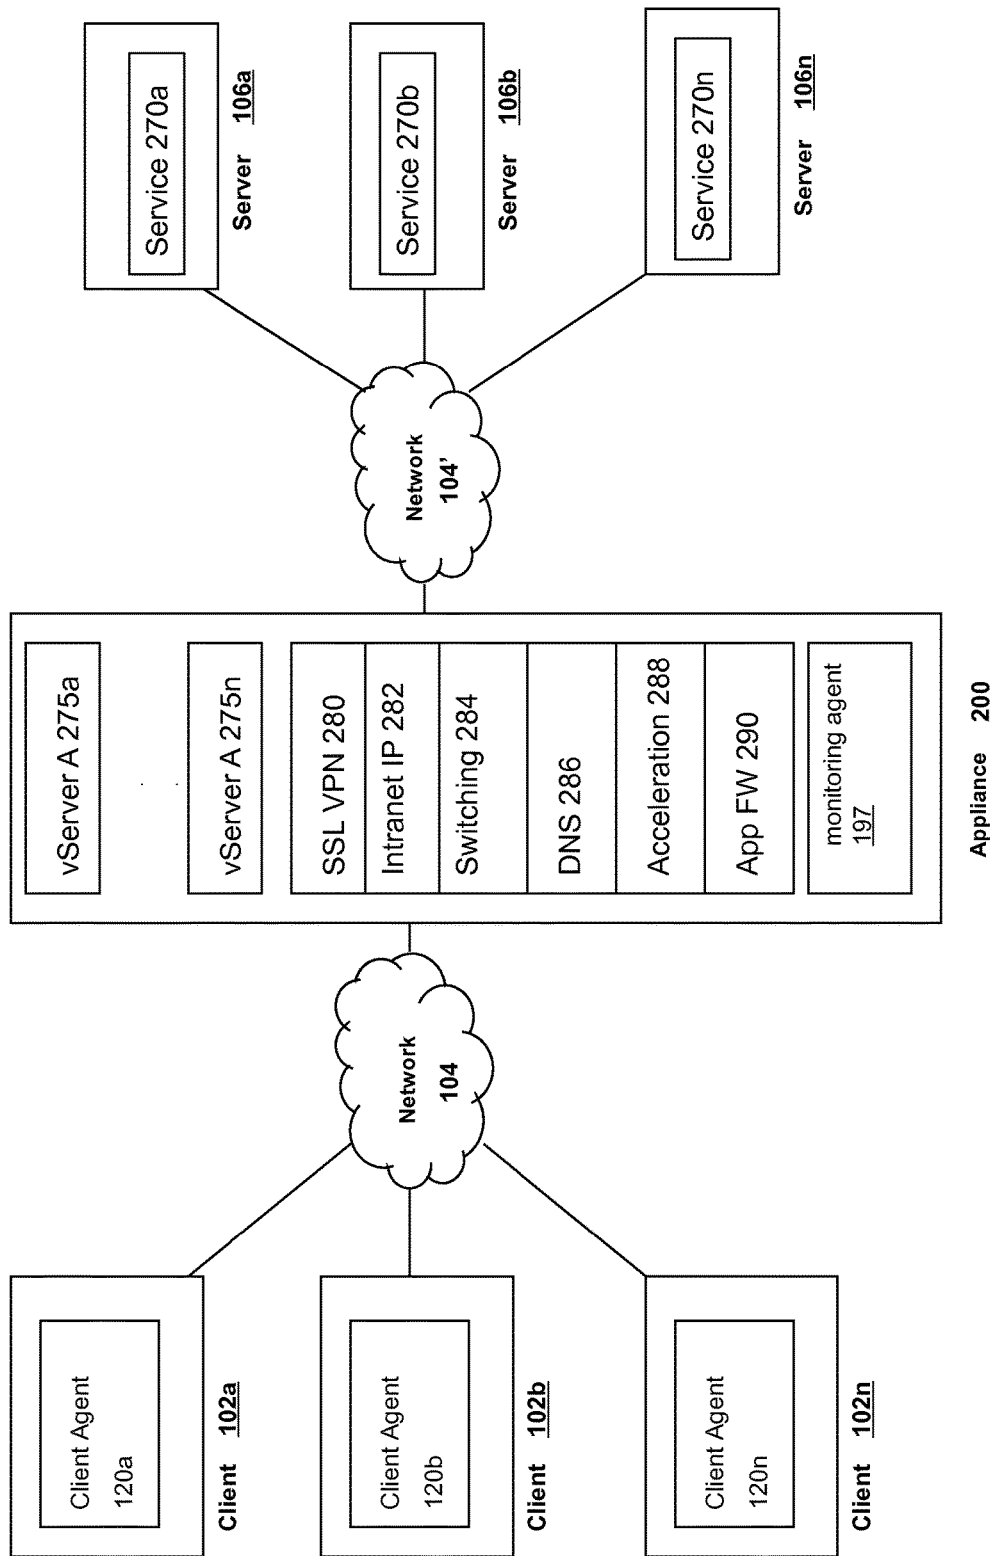 Client Agent
120a
Client 102a
Client Agent
120b
Client 102b
Client Agent
120n
Client 102n
Network
104
vServer A 275a
vServer A 275n
SSL VPN 280
Intranet IP 282
Switching 284
DNS 286
Acceleration 288
App FW 290
monitoring agent
197
Appliance 200
Network
104’
Service 270a
Server 106a
Service 270b
Server 106b
Service 270n
Server 106n